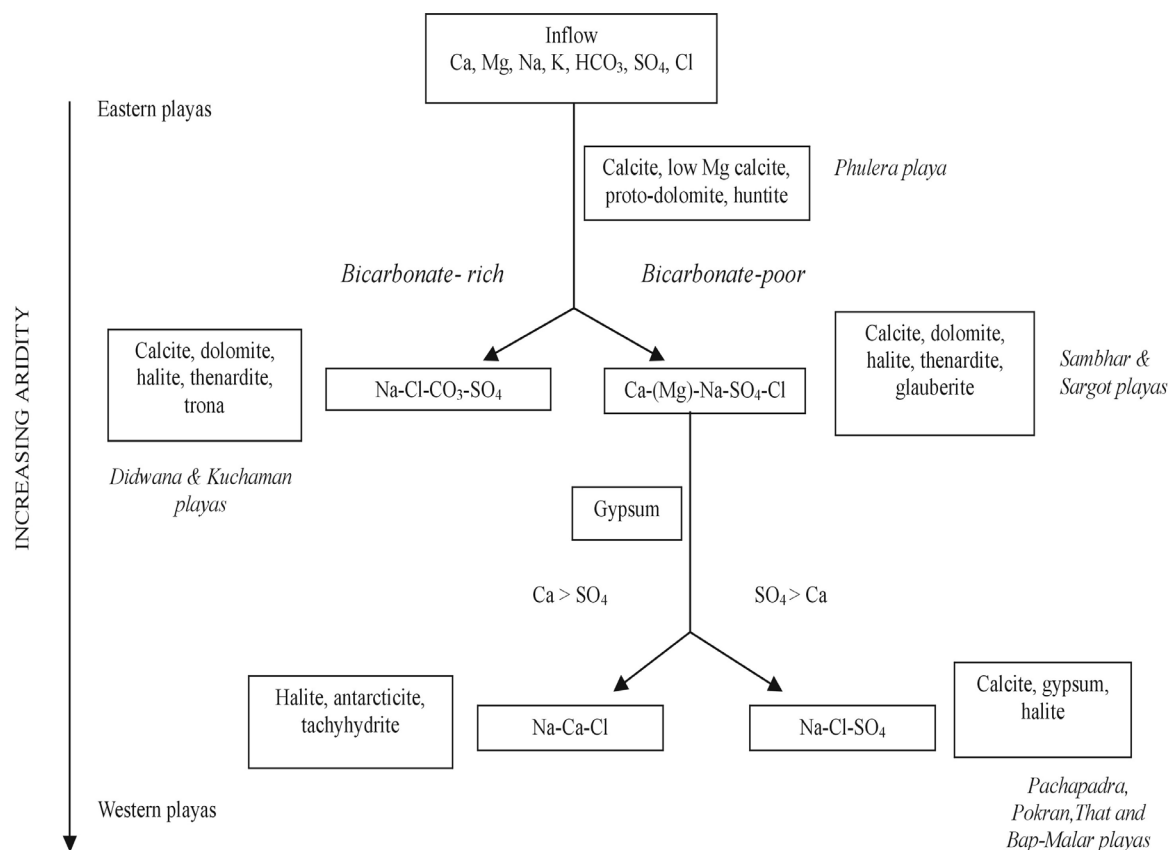 Inflow
Ca, Mg, Na, K, HCO₃, SO₄, Cl
Eastern playas
Calcite, low Mg calcite,
proto-dolomite, huntite
Phulera playa
Bicarbonate- rich
Bicarbonate-poor
INCREASING ARIDITY
Calcite, dolomite,
halite, thenardite,
trona
Na-Cl-CO₃-SO₄
Ca-(Mg)-Na-SO₄-Cl
Calcite, dolomite,
halite, thenardite,
glauberite
Sambhar &
Sargot playas
Didwana & Kuchaman
playas
Gypsum
Ca > SO₄
SO₄ > Ca
Halite, antarcticite,
tachyhydrite
Na-Ca-Cl
Na-Cl-SO₄
Calcite, gypsum,
halite
Western playas
Pachapadra,
Pokran,That and
Bap-Malar playas